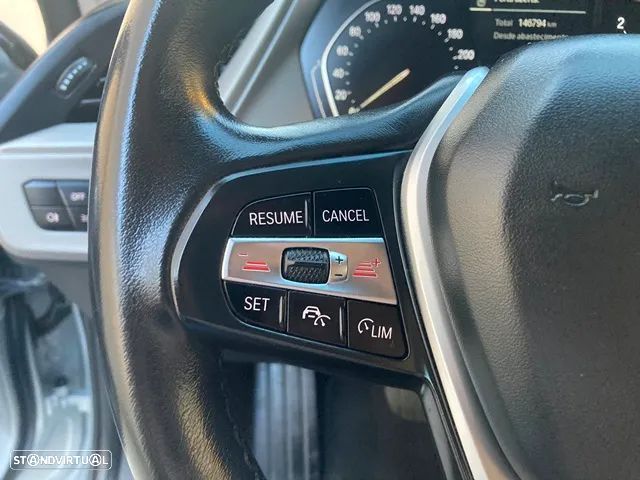 Total 146794 km
Desde abastecimento
20
40
60
80
100
120
140
160
180
200
2
OFF
RESUME
CANCEL
- +
+
-
SET
LIM
STANDVIRTUAL